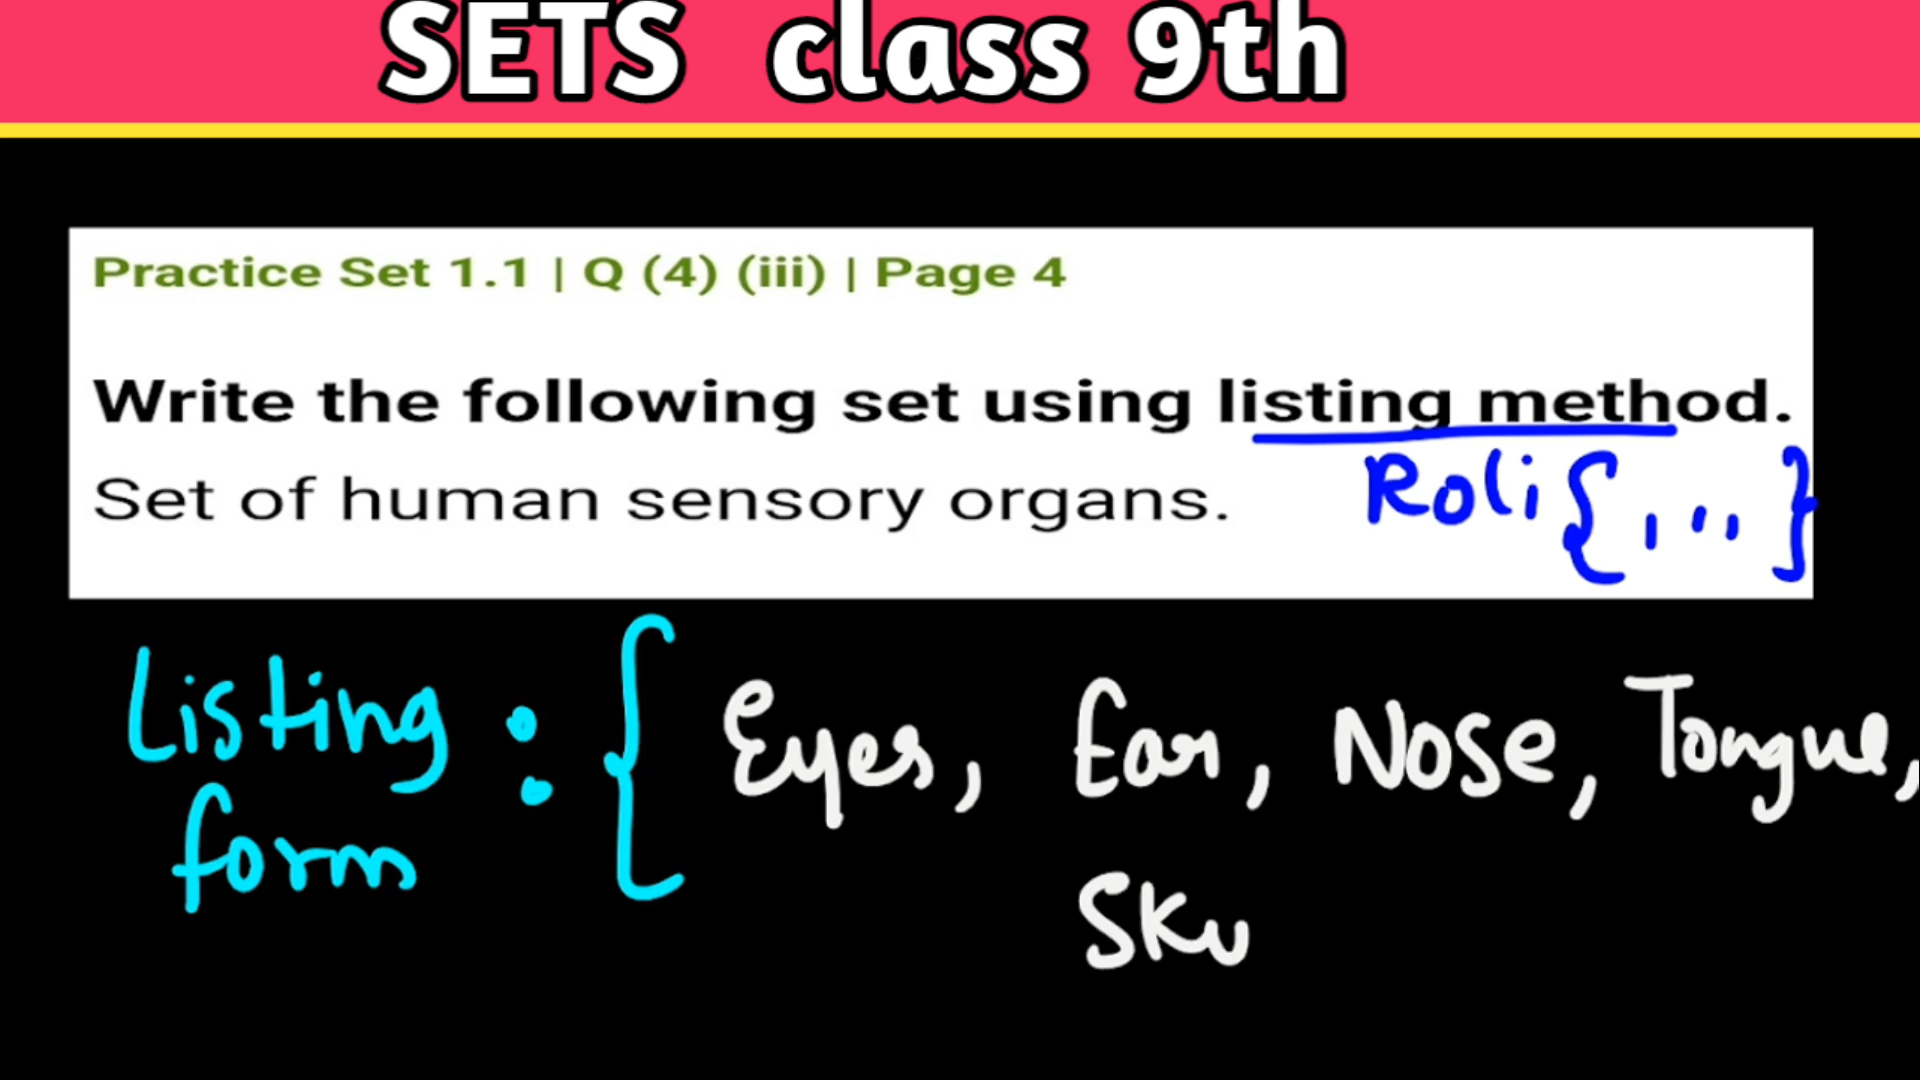 SETS class 9th
Practice Set 1.1 | Q (4) (iii) | Page 4
Write the following set using listing method.
Set of human sensory organs.
Roli {, ..., }
Listing form : { Eyes, Ear, Nose, Tongue,
Sku